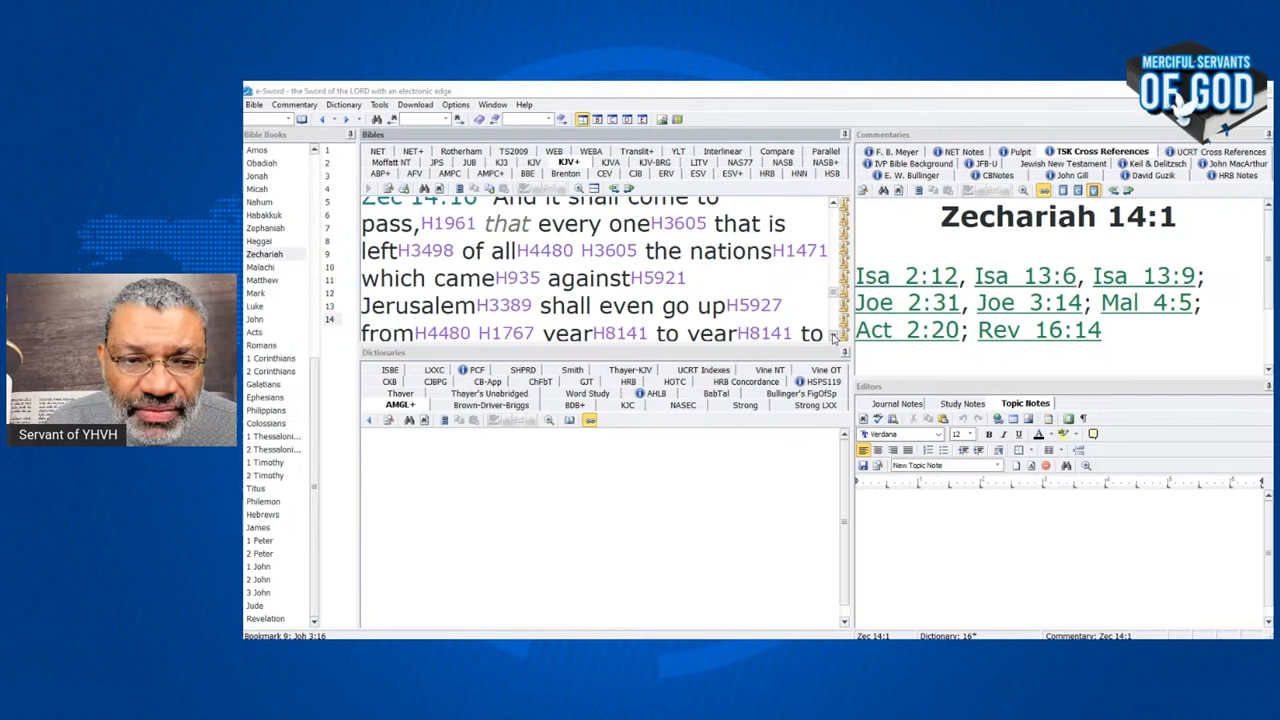 MERCIFUL-SERVANTS
OF GOD
e-Sword - the Sword of the LORD with an electronic edge
Bible Commentary Dictionary Tools Download Options Window Help
Bible Books
Amos
Obadiah
Jonah
Micah
Nahum
Habakkuk
Zephaniah
Haggai
Zechariah
Malachi
Matthew
Mark
Luke
John
Acts
Romans
1 Corinthians
2 Corinthians
Galatians
Ephesians
Philippians
Colossians
1 Thessaloni...
2 Thessaloni...
1 Timothy
2 Timothy
Titus
Philemon
Hebrews
James
1 Peter
2 Peter
1 John
2 John
3 John
Jude
Revelation
1
2
3
4
5
6
7
8
9
10
11
12
13
14
Bibles
NET NET+ Rotherham TS2009 WEB WEBA Translit+ YLT Interlinear Compare Parallel
Moffatt NT JPS JUB KJ3 KJV KJV+ KJVA KJV-BRG LITV NAS77 NASB NASB+
ABP+ AFV AMPC AMPC+ BBE Brenton CEV CJB ERV ESV ESV+ HRB HNN HSB
Zec 14:16 And it shall come to
pass,H1961 that every oneH3605 that is
leftH3498 of allH4480 H3605 the nationsH1471
which cameH935 againstH5921
JerusalemH3389 shall even go upH5927
fromH4480 H1767 yearH8141 to yearH8141 to
Dictionaries
ISBE LXXC PCF SHPRD Smith Thayer-KJV UCRT Indexes Vine NT Vine OT
CKB CJBPG CB-App ChFbT GJT HRB HOTC HRB Concordance HSPS119
Thayer Thayer's Unabridged Word Study AHLB BabTal Bullinger's FigOfSp
AMGL+ Brown-Driver-Briggs BDB+ KJC NASEC Strong Strong LXX
Commentaries
F. B. Meyer NET Notes Pulpit TSK Cross References UCRT Cross References
IVP Bible Background JFB-U Jewish New Testament Keil & Delitzsch John MacArthur
E. W. Bullinger CBNotes John Gill David Guzik HRB Notes
Zechariah 14:1
Isa 2:12, Isa 13:6, Isa 13:9;
Joe 2:31, Joe 3:14; Mal 4:5;
Act 2:20; Rev 16:14
Editors
Journal Notes Study Notes Topic Notes
Verdana 12 B I U A
New Topic Note
Servant of YHVH
Bookmark 9: Joh 3:16
Zec 14:1 Dictionary: 16* Commentary: Zec 14:1